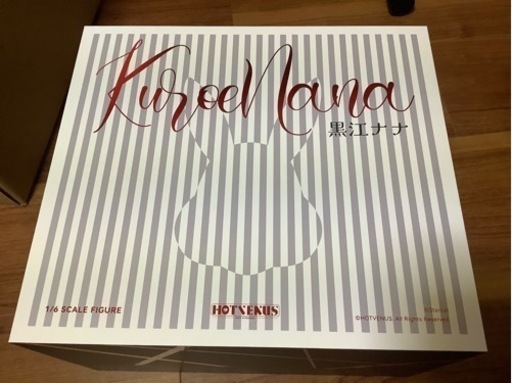 KuroeNana
黒江ナナ
1/6 SCALE FIGURE
HOTVENUS
©HOTVENUS. All Rights Reserved